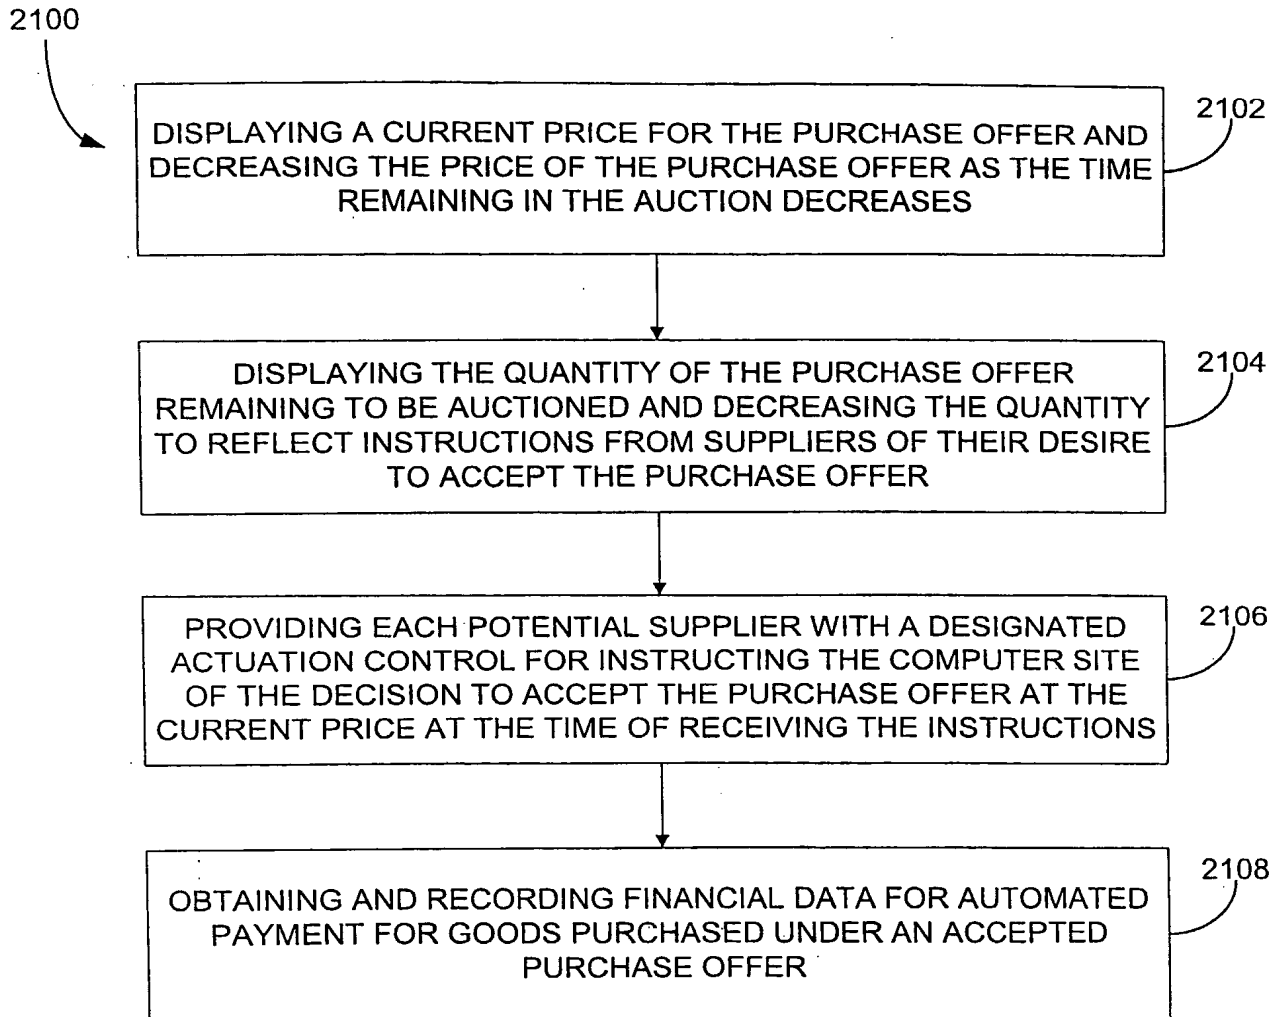 2100
2102
DISPLAYING A CURRENT PRICE FOR THE PURCHASE OFFER AND
DECREASING THE PRICE OF THE PURCHASE OFFER AS THE TIME
REMAINING IN THE AUCTION DECREASES
2104
DISPLAYING THE QUANTITY OF THE PURCHASE OFFER
REMAINING TO BE AUCTIONED AND DECREASING THE QUANTITY
TO REFLECT INSTRUCTIONS FROM SUPPLIERS OF THEIR DESIRE
TO ACCEPT THE PURCHASE OFFER
2106
PROVIDING EACH POTENTIAL SUPPLIER WITH A DESIGNATED
ACTUATION CONTROL FOR INSTRUCTING THE COMPUTER SITE
OF THE DECISION TO ACCEPT THE PURCHASE OFFER AT THE
CURRENT PRICE AT THE TIME OF RECEIVING THE INSTRUCTIONS
2108
OBTAINING AND RECORDING FINANCIAL DATA FOR AUTOMATED
PAYMENT FOR GOODS PURCHASED UNDER AN ACCEPTED
PURCHASE OFFER